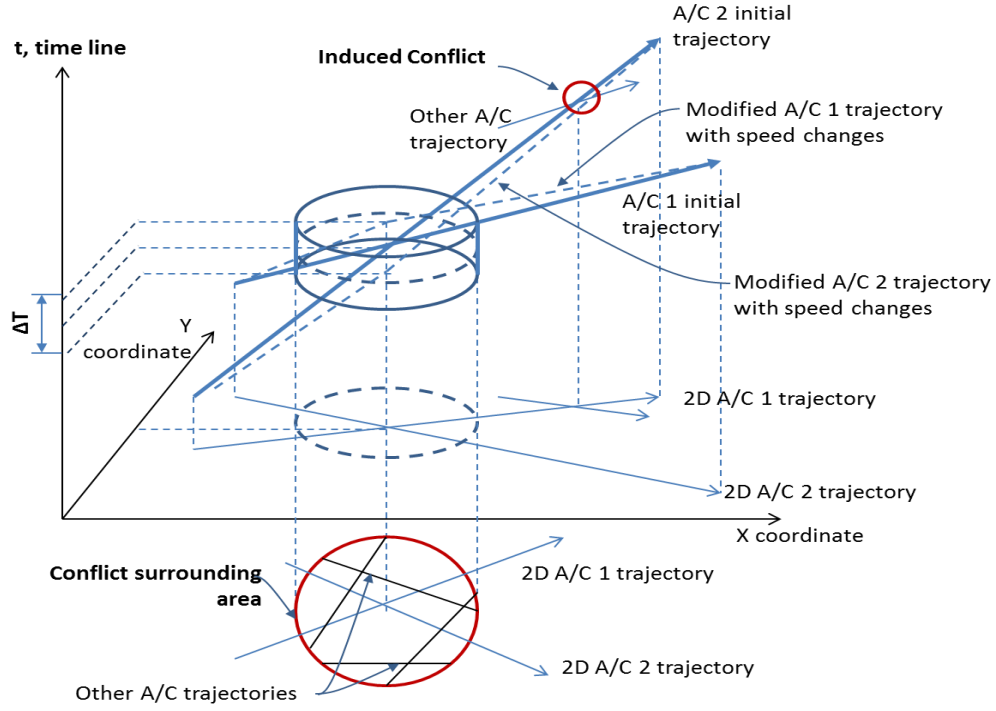 A/C 2 initial
trajectory
t, time line
Induced Conflict
Other A/C
trajectory
Modified A/C 1 trajectory
with speed changes
A/C 1 initial
trajectory
Modified A/C 2 trajectory
with speed changes
ΔT
Y
coordinate
2D A/C 1 trajectory
2D A/C 2 trajectory
X coordinate
Conflict surrounding
area
2D A/C 1 trajectory
2D A/C 2 trajectory
Other A/C trajectories